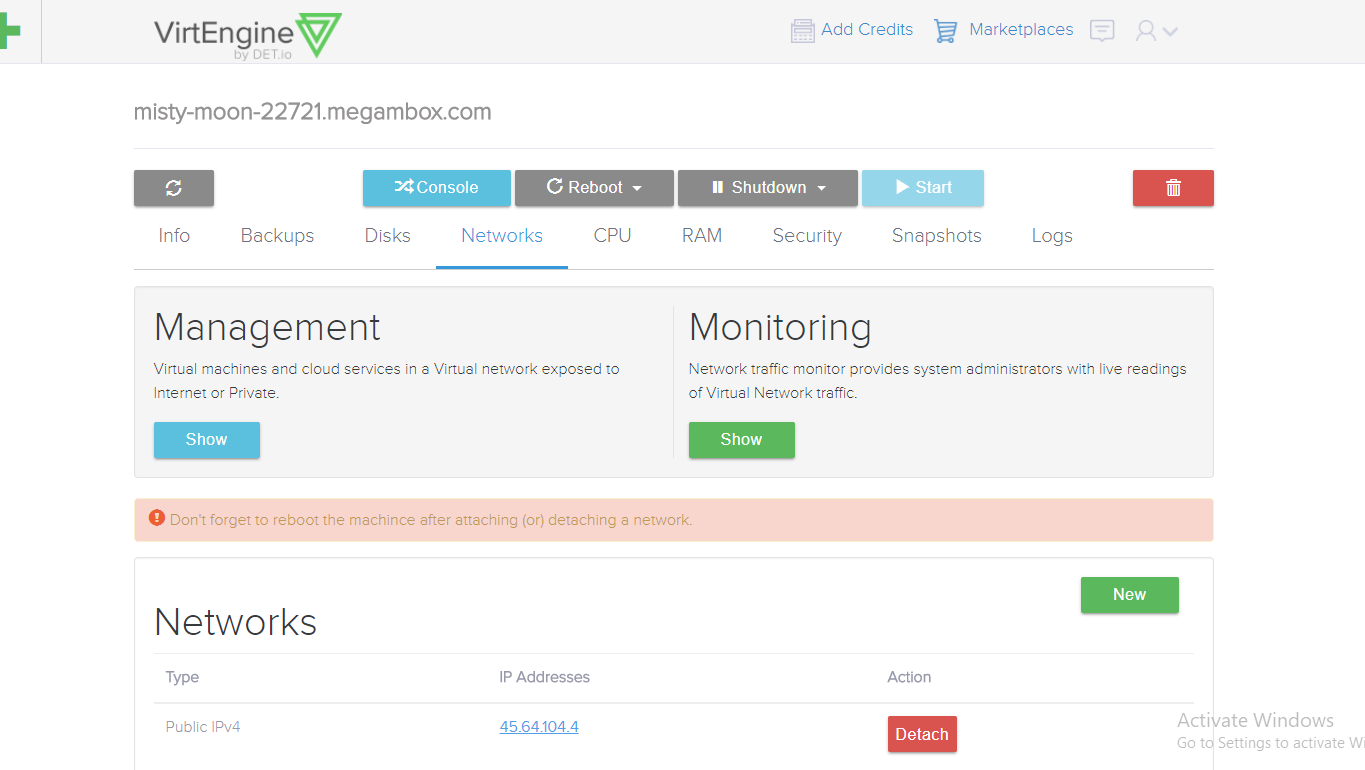 VirtEngine
by DET.io
Add Credits
Marketplaces
misty-moon-22721.megambox.com
Console
Reboot
Shutdown
Start
Info
Backups
Disks
Networks
CPU
RAM
Security
Snapshots
Logs
Management
Virtual machines and cloud services in a Virtual network exposed to
Internet or Private.
Show
Monitoring
Network traffic monitor provides system administrators with live readings
of Virtual Network traffic.
Show
Don't forget to reboot the machince after attaching (or) detaching a network.
New
Networks
Type
IP Addresses
Action
Public IPv4
45.64.104.4
Detach
Activate Windows
Go to Settings to activate Wi